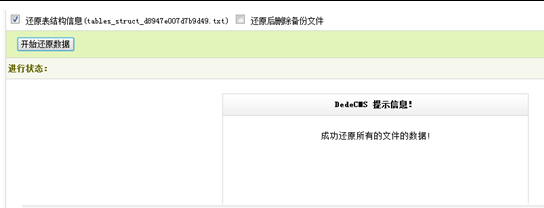 还原表结构信息(tables_struct_d8947e007d7b9d49.txt) 还原后删除备份文件
开始还原数据
进行状态:
DedeCMS 提示信息!
成功还原所有的文件的数据!